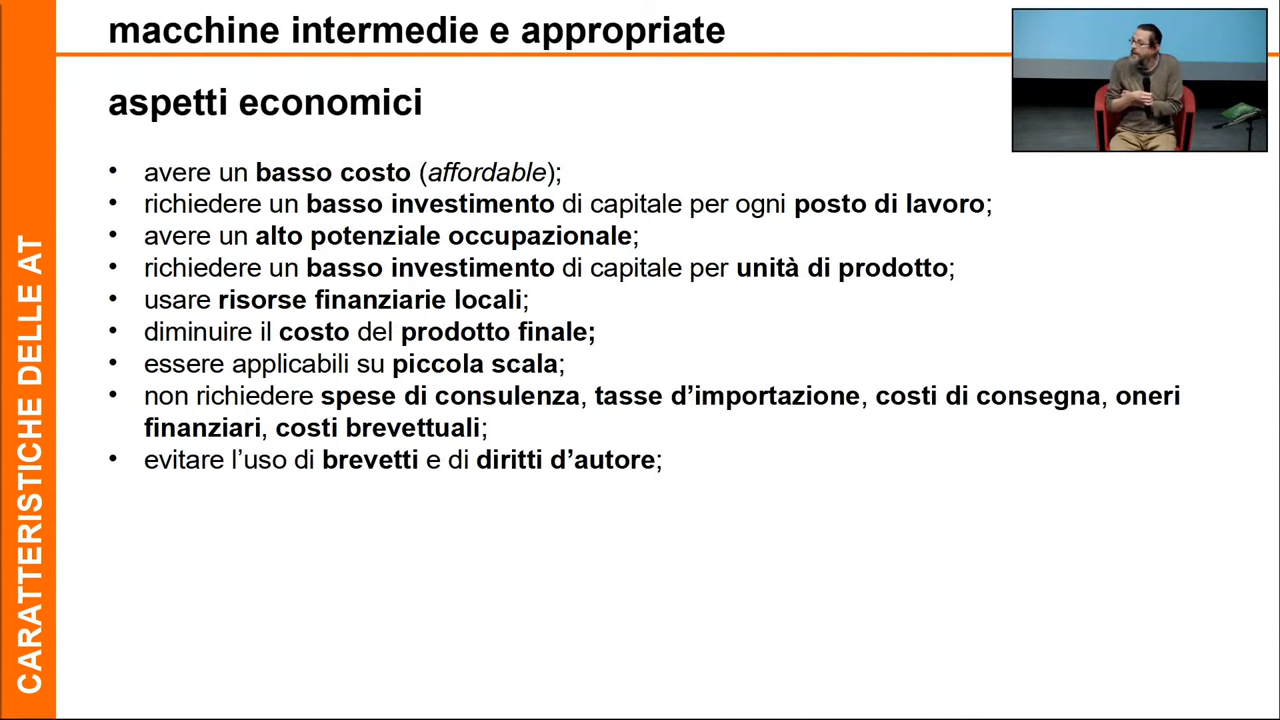 macchine intermedie e appropriate
aspetti economici
• avere un basso costo (affordable);
• richiedere un basso investimento di capitale per ogni posto di lavoro;
• avere un alto potenziale occupazionale;
• richiedere un basso investimento di capitale per unità di prodotto;
• usare risorse finanziarie locali;
• diminuire il costo del prodotto finale;
• essere applicabili su piccola scala;
• non richiedere spese di consulenza, tasse d’importazione, costi di consegna, oneri
finanziari, costi brevettuali;
• evitare l’uso di brevetti e di diritti d’autore;
CARATTERISTICHE DELLE AT